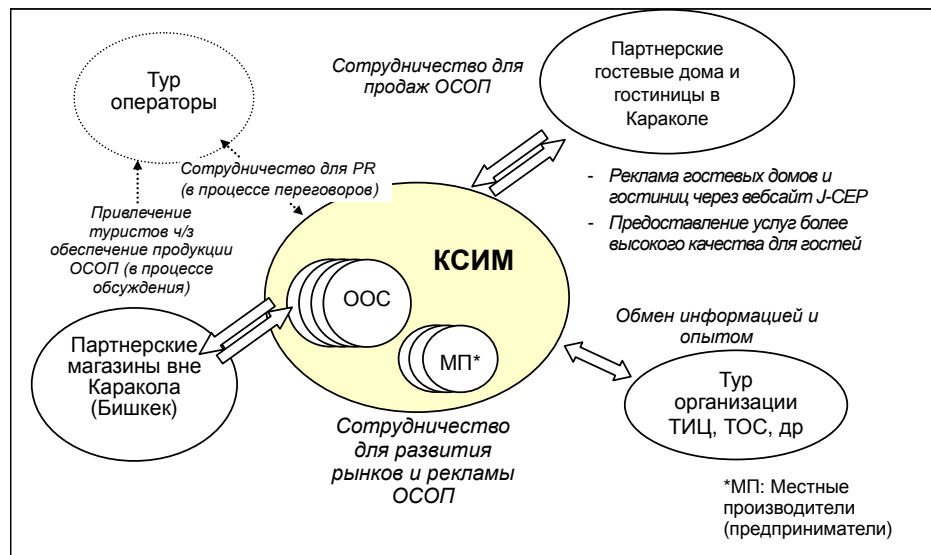 Тур
операторы
Сотрудничество для
продаж ОСОП
Партнерские
гостевые дома и
гостиницы в
Караколе
Сотрудничество для PR
(в процессе переговоров)
- Реклама гостевых домов и
гостиниц через вебсайт J-CEP
- Предоставление услуг более
высокого качества для гостей
Привлечение
туристов ч/з
обеспечение продукции
ОСОП (в процессе
обсуждения)
КСИМ
ООС
МП*
Партнерские
магазины вне
Каракола
(Бишкек)
Обмен информацией и
опытом
Тур
организации
ТИЦ, ТОС, др
Сотрудничество
для развития
рынков и рекламы
ОСОП
*МП: Местные
производители
(предприниматели)